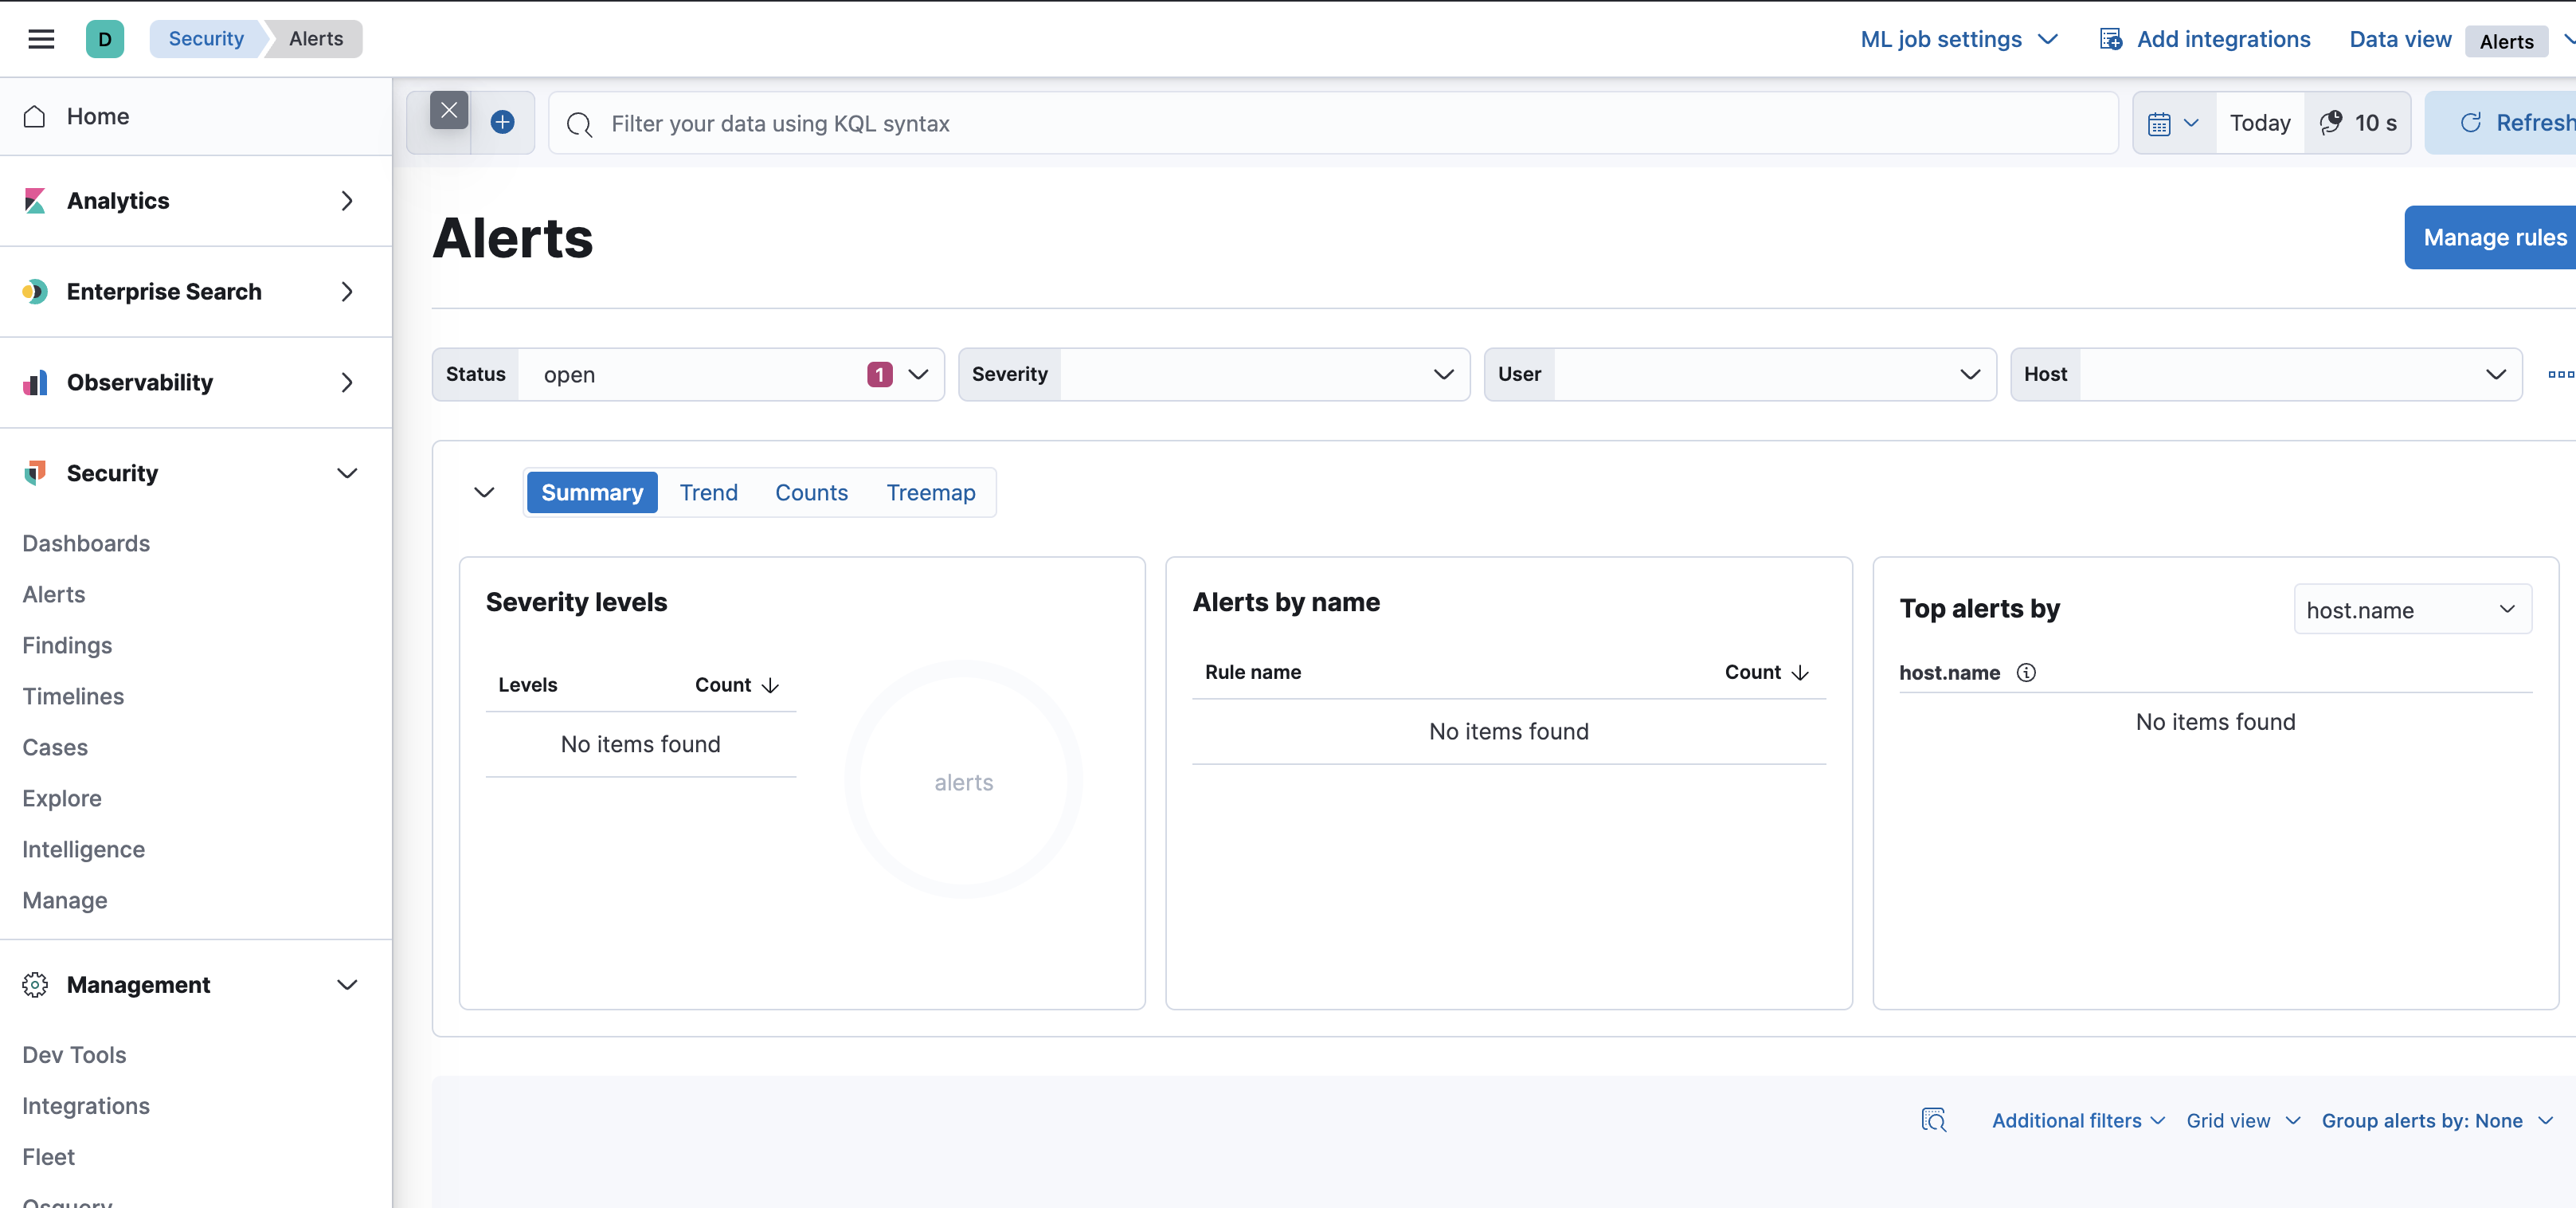 D
Security
Alerts
ML job settings
Add integrations
Data view
Alerts
Home
Filter your data using KQL syntax
Today
10 s
Refresh
Analytics
Enterprise Search
Observability
Security
Dashboards
Alerts
Findings
Timelines
Cases
Explore
Intelligence
Manage
Management
Dev Tools
Integrations
Fleet
Osquery
Alerts
Manage rules
Status
open
1
Severity
User
Host
Summary
Trend
Counts
Treemap
Severity levels
Levels
Count
No items found
alerts
Alerts by name
Rule name
Count
No items found
Top alerts by
host.name
host.name
No items found
Additional filters
Grid view
Group alerts by: None